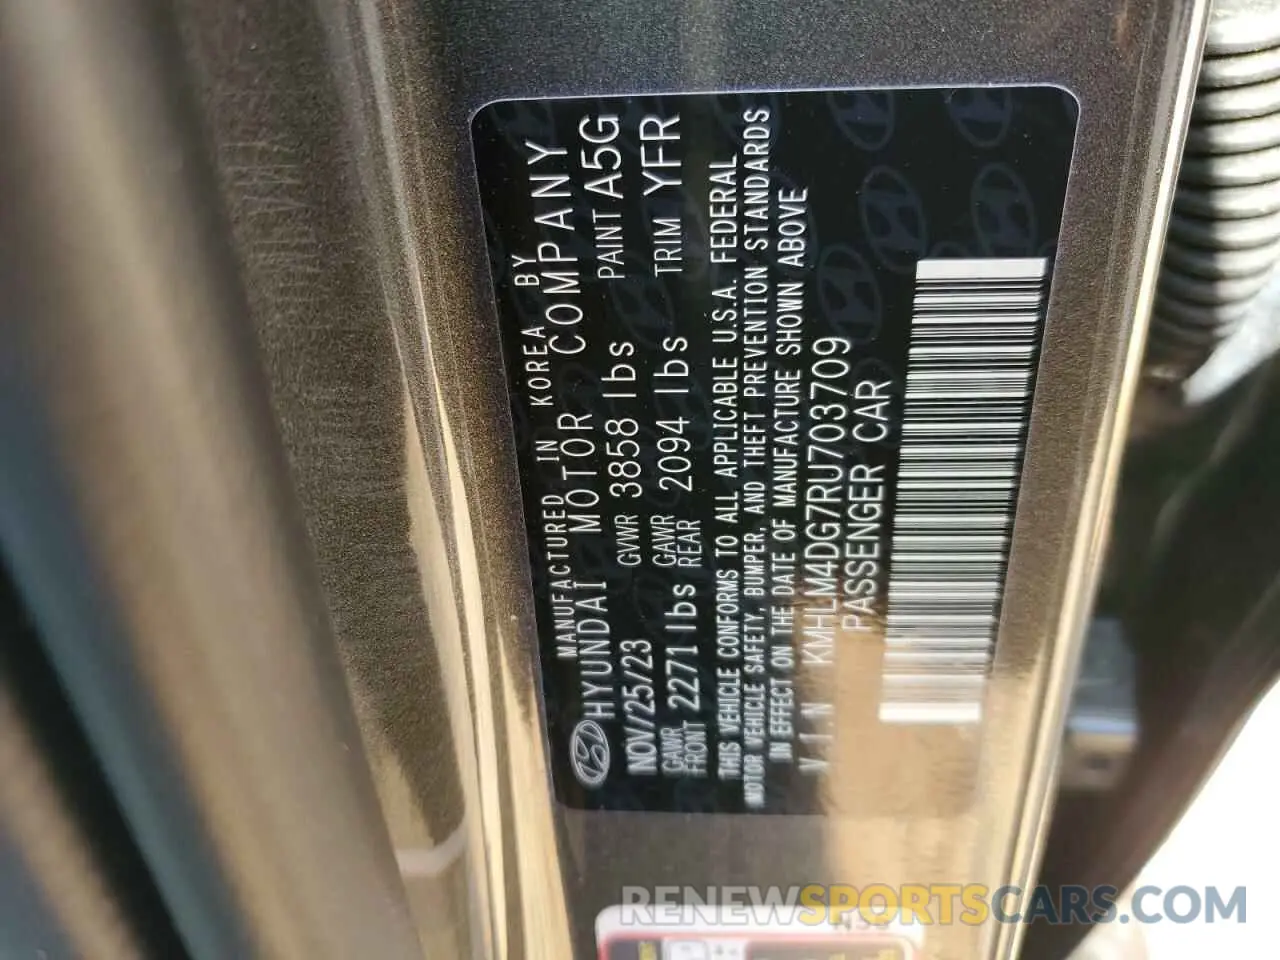 MANUFACTURED IN KOREA BY
HYUNDAI MOTOR COMPANY
NOV/25/23 GVWR 3858 lbs PAINT A5G
GAWR FRONT 2271 lbs GAWR REAR 2094 lbs TRIM YFR
THIS VEHICLE CONFORMS TO ALL APPLICABLE U.S.A. FEDERAL
MOTOR VEHICLE SAFETY, BUMPER, AND THEFT PREVENTION STANDARDS
IN EFFECT ON THE DATE OF MANUFACTURE SHOWN ABOVE
V.I.N KMHLM4DG7RU703709
PASSENGER CAR
RENEWSPORTSCARS.COM